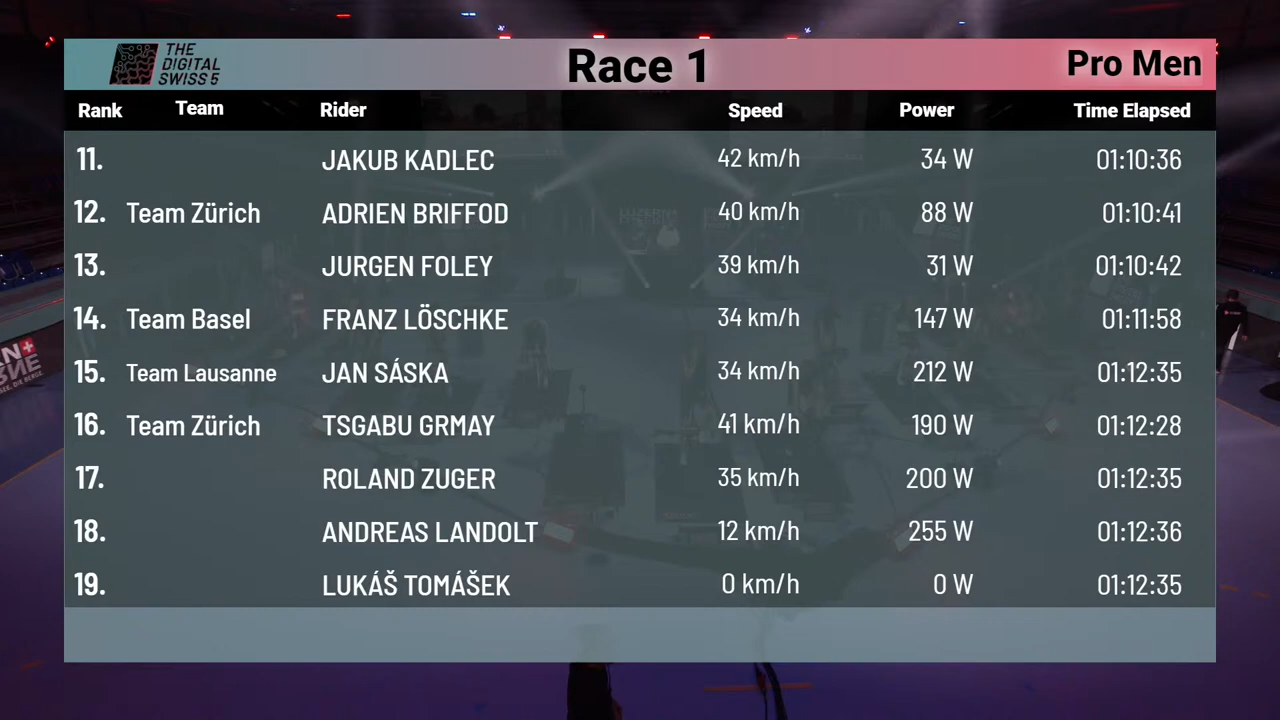 THE
DIGITAL
SWISS 5
Race 1
Pro Men
Rank Team Rider Speed Power Time Elapsed
11. JAKUB KADLEC 42 km/h 34 W 01:10:36
12. Team Zürich ADRIEN BRIFFOD 40 km/h 88 W 01:10:41
13. JURGEN FOLEY 39 km/h 31 W 01:10:42
14. Team Basel FRANZ LÖSCHKE 34 km/h 147 W 01:11:58
15. Team Lausanne JAN SÁSKA 34 km/h 212 W 01:12:35
16. Team Zürich TSGABU GRMAY 41 km/h 190 W 01:12:28
17. ROLAND ZUGER 35 km/h 200 W 01:12:35
18. ANDREAS LANDOLT 12 km/h 255 W 01:12:36
19. LUKÁŠ TOMÁŠEK 0 km/h 0 W 01:12:35